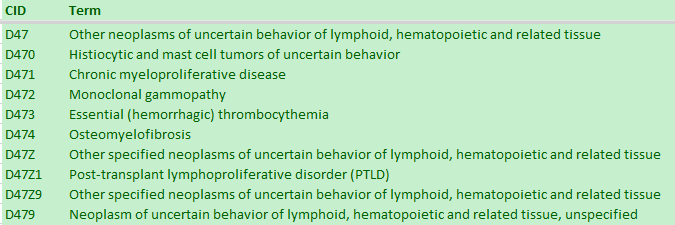 CID Term
D47 Other neoplasms of uncertain behavior of lymphoid, hematopoietic and related tissue
D470 Histiocytic and mast cell tumors of uncertain behavior
D471 Chronic myeloproliferative disease
D472 Monoclonal gammopathy
D473 Essential (hemorrhagic) thrombocythemia
D474 Osteomyelofibrosis
D47Z Other specified neoplasms of uncertain behavior of lymphoid, hematopoietic and related tissue
D47Z1 Post-transplant lymphoproliferative disorder (PTLD)
D47Z9 Other specified neoplasms of uncertain behavior of lymphoid, hematopoietic and related tissue
D479 Neoplasm of uncertain behavior of lymphoid, hematopoietic and related tissue, unspecified